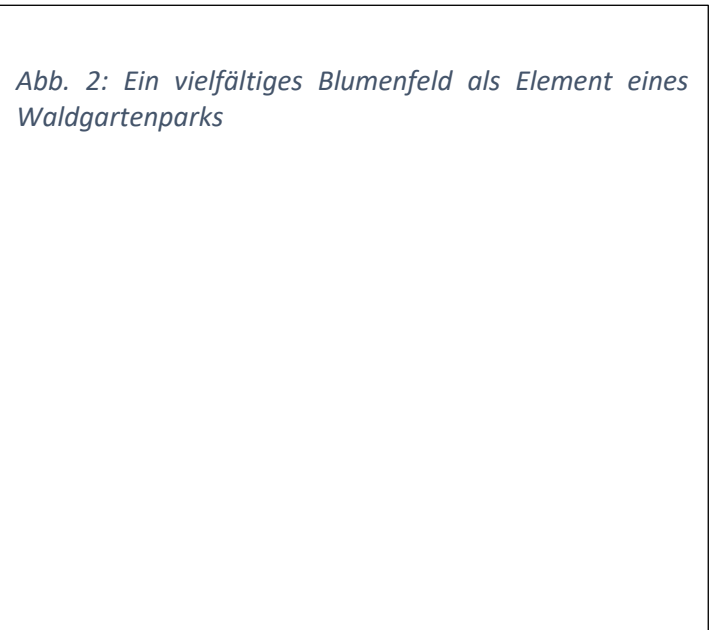 Abb. 2: Ein vielfältiges Blumenfeld als Element eines
Waldgartenparks